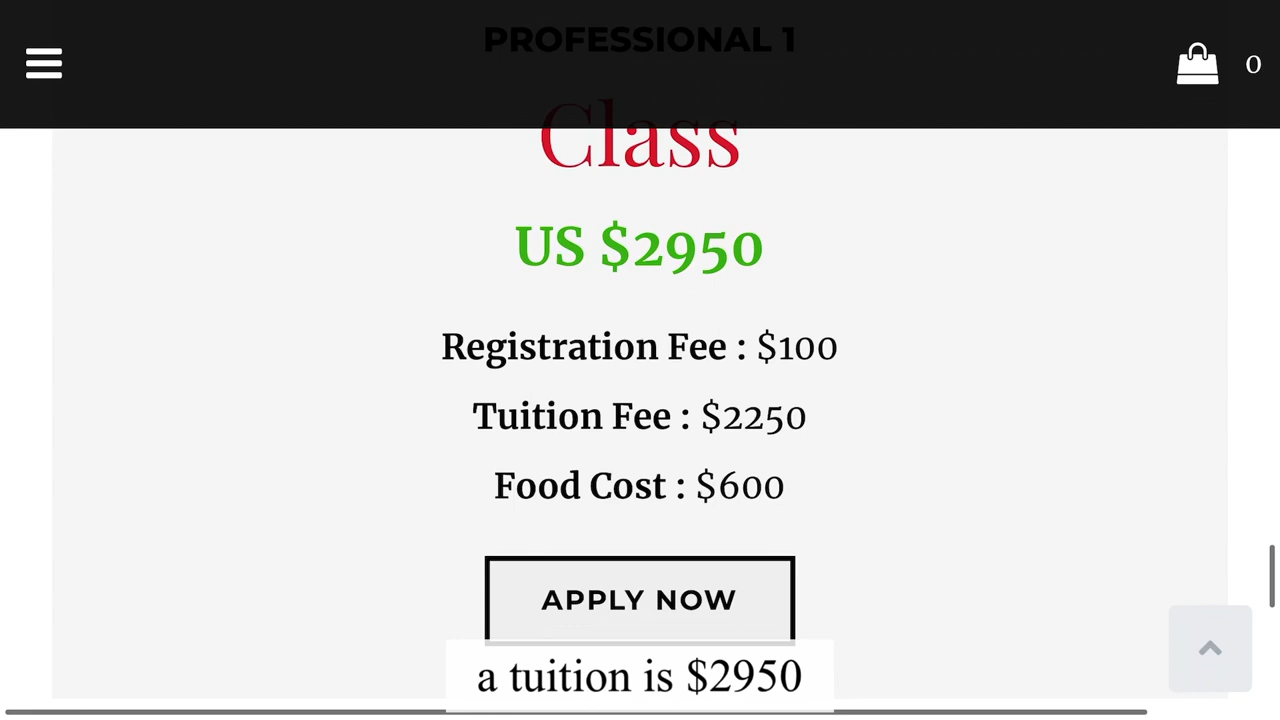 PROFESSIONAL 1
0
Class
US $2950
Registration Fee : $100
Tuition Fee : $2250
Food Cost : $600
APPLY NOW
a tuition is $2950